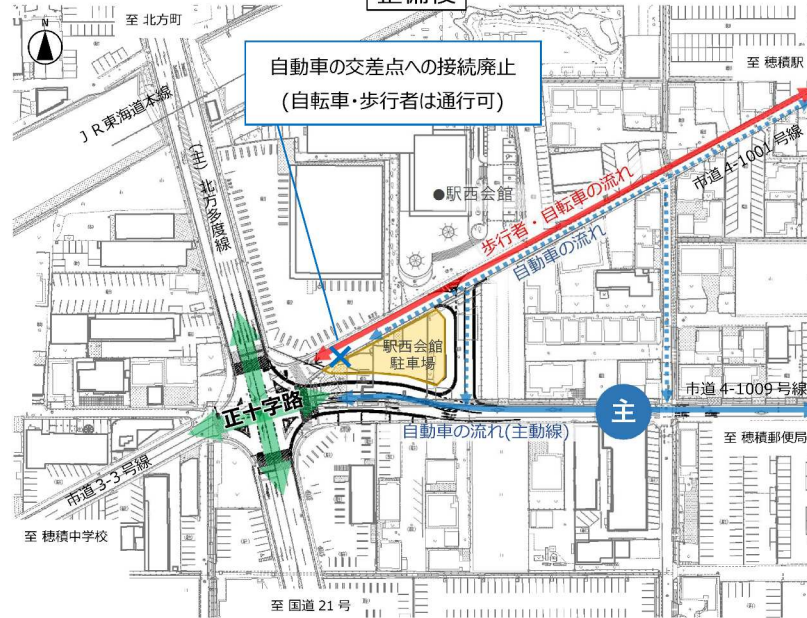 整備後
N
至 北方町
自動車の交差点への接続廃止
(自転車・歩行者は通行可)
至 穂積駅
JR東海道本線
(主)北方多度線
●駅西会館
市道4-1001号線
歩行者・自転車の流れ
自動車の流れ
駅西会館
駐車場
正十字路
主
市道 4-1009 号線
自動車の流れ(主動線)
至 穂積郵便局
市道3-3号線
至 穂積中学校
至 国道 21 号